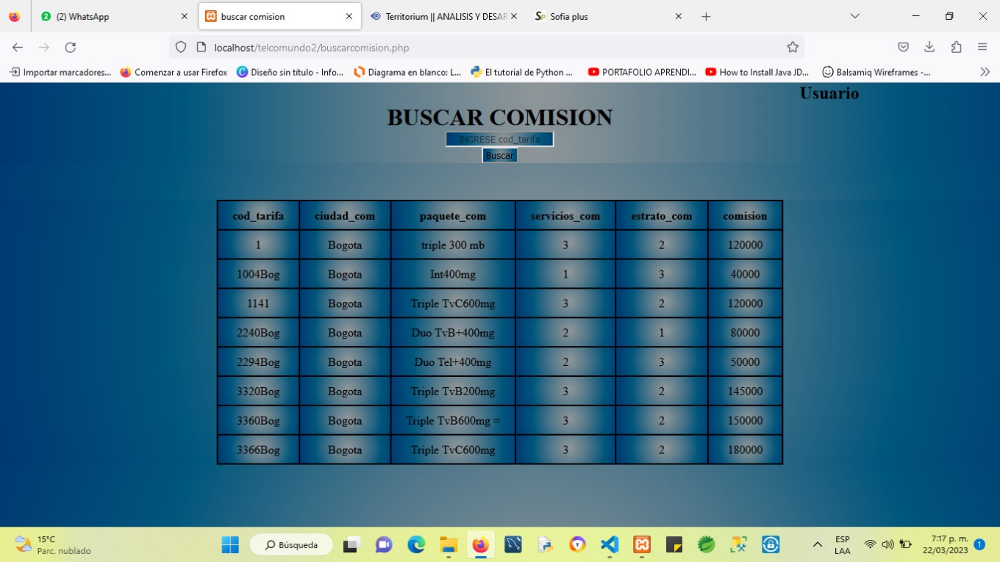 (2) WhatsApp
buscar comision
Territorium || ANALISIS Y DESAR
Sofia plus
localhost/telcomundo2/buscarcomision.php
Importar marcadores...
Comenzar a usar Firefox
Diseño sin título - Info...
Diagrama en blanco: L...
El tutorial de Python ...
PORTAFOLIO APRENDI...
How to Install Java JD...
Balsamiq Wireframes -...
Usuario
BUSCAR COMISION
INGRESE cod_tarifa
Buscar
cod_tarifa ciudad_com paquete_com servicios_com estrato_com comision
1 Bogota triple 300 mb 3 2 120000
1004Bog Bogota Int400mg 1 3 40000
1141 Bogota Triple TvC600mg 3 2 120000
2240Bog Bogota Duo TvB+400mg 2 1 80000
2294Bog Bogota Duo Tel+400mg 2 3 50000
3320Bog Bogota Triple TvB200mg 3 2 145000
3360Bog Bogota Triple TvB600mg = 3 2 150000
3366Bog Bogota Triple TvC600mg 3 2 180000
15°C
Parc. nublado
Búsqueda
ESP
LAA
7:17 p. m.
22/03/2023
1